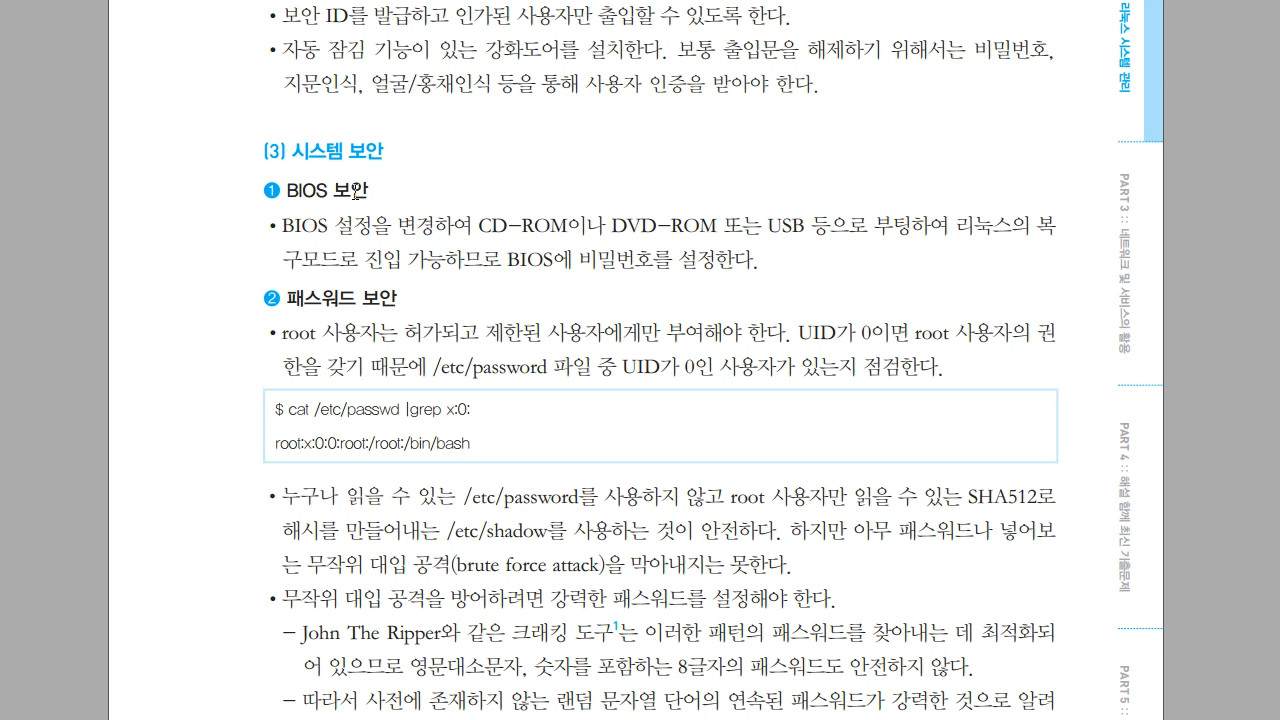 • 보안 ID를 발급하고 인가된 사용자만 출입할 수 있도록 한다.
• 자동 잠김 기능이 있는 강화도어를 설치한다. 보통 출입문을 해제하기 위해서는 비밀번호,
지문인식, 얼굴/홍채인식 등을 통해 사용자 인증을 받아야 한다.
(3) 시스템 보안
❶ BIOS 보안
• BIOS 설정을 변경하여 CD-ROM이나 DVD-ROM 또는 USB 등으로 부팅하여 리눅스의 복
구모드로 진입 가능하므로 BIOS에 비밀번호를 설정한다.
❷ 패스워드 보안
• root 사용자는 허가되고 제한된 사용자에게만 부여해야 한다. UID가 0이면 root 사용자의 권
한을 갖기 때문에 /etc/password 파일 중 UID가 0인 사용자가 있는지 점검한다.
$ cat /etc/passwd |grep x:0:
root:x:0:0:root:/root:/bin/bash
• 누구나 읽을 수 있는 /etc/password를 사용하지 않고 root 사용자만 읽을 수 있는 SHA512로
해시를 만들어내는 /etc/shadow를 사용하는 것이 안전하다. 하지만 아무 패스워드나 넣어보
는 무작위 대입 공격(brute force attack)을 막아내지는 못한다.
• 무작위 대입 공격을 방어하려면 강력한 패스워드를 설정해야 한다.
– John The Ripper와 같은 크래킹 도구1는 이러한 패턴의 패스워드를 찾아내는 데 최적화되
어 있으므로 영문대소문자, 숫자를 포함하는 8글자의 패스워드도 안전하지 않다.
– 따라서 사전에 존재하지 않는 랜덤 문자열 단위의 연속된 패스워드가 강력한 것으로 알려
리눅스 시스템 관리
PART 3 :: 네트워크 및 서비스의 활용
PART 4 :: 해설 함께 최신 기출문제
PART 5 ::